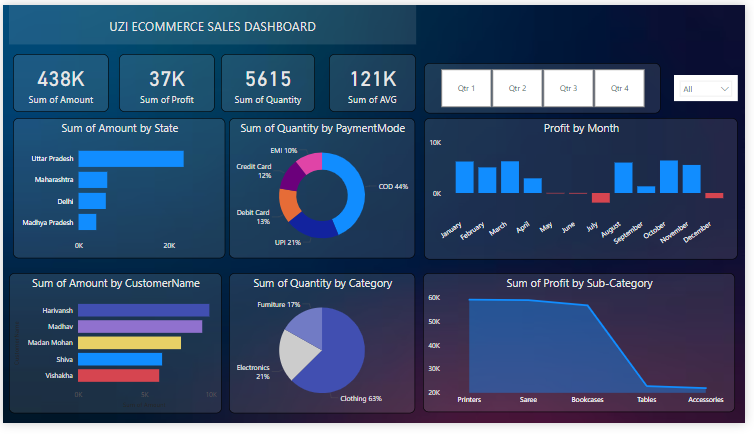 UZI ECOMMERCE SALES DASHBOARD
438K
Sum of Amount
37K
Sum of Profit
5615
Sum of Quantity
121K
Sum of AVG
Qtr 1
Qtr 2
Qtr 3
Qtr 4
All
Sum of Amount by State
Uttar Pradesh
Maharashtra
Delhi
Madhya Pradesh
0K
20K
Sum of Quantity by PaymentMode
EMI 10%
Credit Card
12%
Debit Card
13%
UPI 21%
COD 44%
Profit by Month
10K
0K
January
February
March
April
May
June
July
August
September
October
November
December
Sum of Amount by CustomerName
Harivansh
Madhav
Madan Mohan
Shiva
Vishakha
0K
5K
10K
Sum of Quantity by Category
Furniture 17%
Electronics
21%
Clothing 63%
Sum of Profit by Sub-Category
60K
50K
40K
30K
20K
Printers
Saree
Bookcases
Tables
Accessories